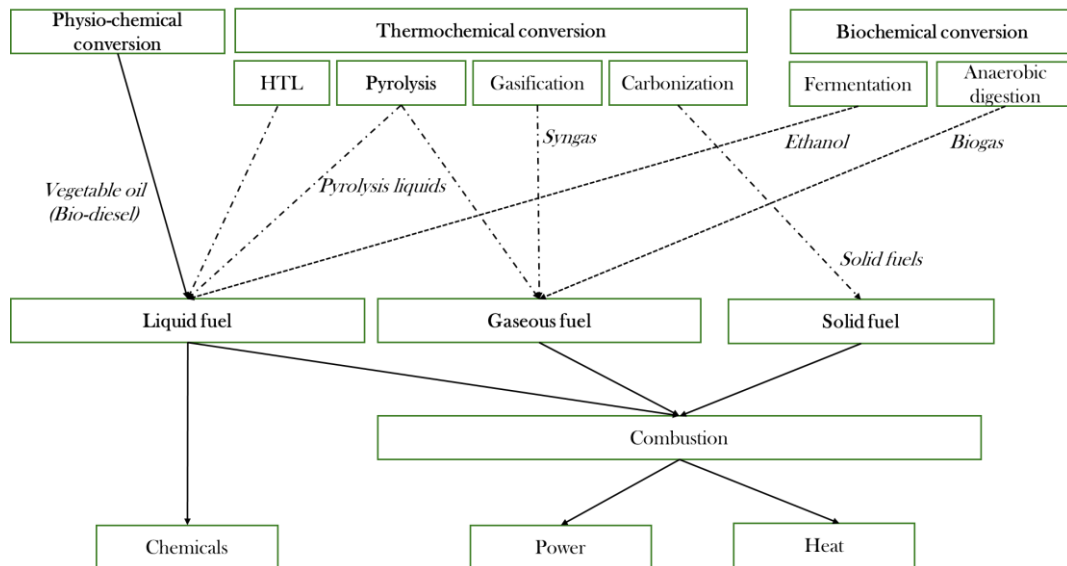 Physio-chemical
conversion
Thermochemical conversion
Biochemical conversion
HTL
Pyrolysis
Gasification
Carbonization
Fermentation
Anaerobic
digestion
Syngas
Ethanol
Biogas
Vegetable oil
(Bio-diesel)
Pyrolysis liquids
Solid fuels
Liquid fuel
Gaseous fuel
Solid fuel
Combustion
Chemicals
Power
Heat